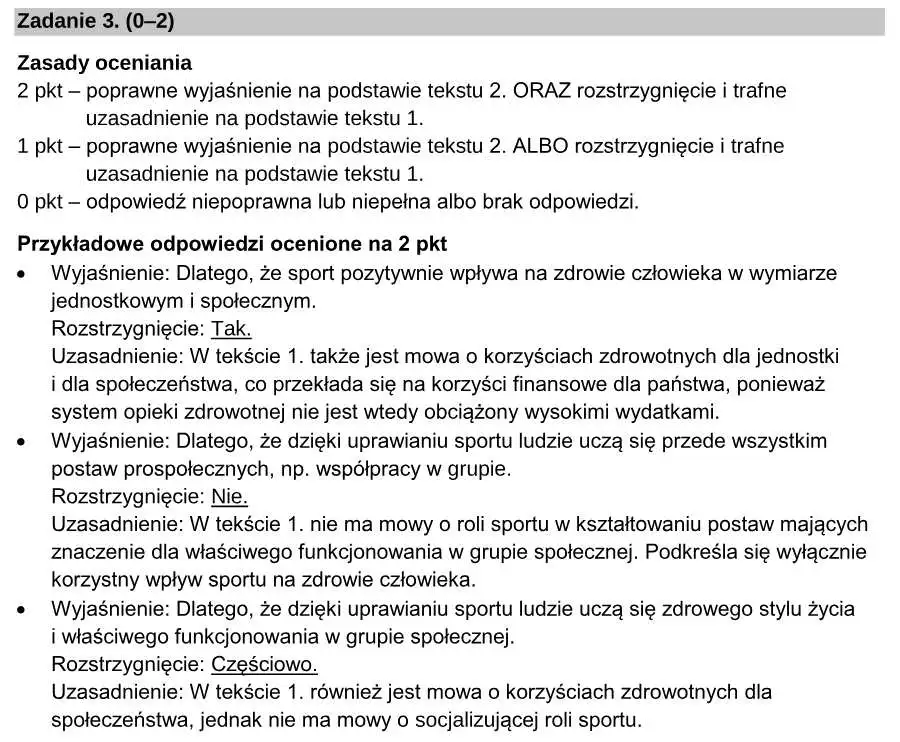 Zadanie 3. (0–2)
Zasady oceniania
2 pkt – poprawne wyjaśnienie na podstawie tekstu 2. ORAZ rozstrzygnięcie i trafne
uzasadnienie na podstawie tekstu 1.
1 pkt – poprawne wyjaśnienie na podstawie tekstu 2. ALBO rozstrzygnięcie i trafne
uzasadnienie na podstawie tekstu 1.
0 pkt – odpowiedź niepoprawna lub niepełna albo brak odpowiedzi.
Przykładowe odpowiedzi ocenione na 2 pkt
• Wyjaśnienie: Dlatego, że sport pozytywnie wpływa na zdrowie człowieka w wymiarze
jednostkowym i społecznym.
Rozstrzygnięcie: Tak.
Uzasadnienie: W tekście 1. także jest mowa o korzyściach zdrowotnych dla jednostki
i dla społeczeństwa, co przekłada się na korzyści finansowe dla państwa, ponieważ
system opieki zdrowotnej nie jest wtedy obciążony wysokimi wydatkami.
• Wyjaśnienie: Dlatego, że dzięki uprawianiu sportu ludzie uczą się przede wszystkim
postaw prospołecznych, np. współpracy w grupie.
Rozstrzygnięcie: Nie.
Uzasadnienie: W tekście 1. nie ma mowy o roli sportu w kształtowaniu postaw mających
znaczenie dla właściwego funkcjonowania w grupie społecznej. Podkreśla się wyłącznie
korzystny wpływ sportu na zdrowie człowieka.
• Wyjaśnienie: Dlatego, że dzięki uprawianiu sportu ludzie uczą się zdrowego stylu życia
i właściwego funkcjonowania w grupie społecznej.
Rozstrzygnięcie: Częściowo.
Uzasadnienie: W tekście 1. również jest mowa o korzyściach zdrowotnych dla
społeczeństwa, jednak nie ma mowy o socjalizującej roli sportu.